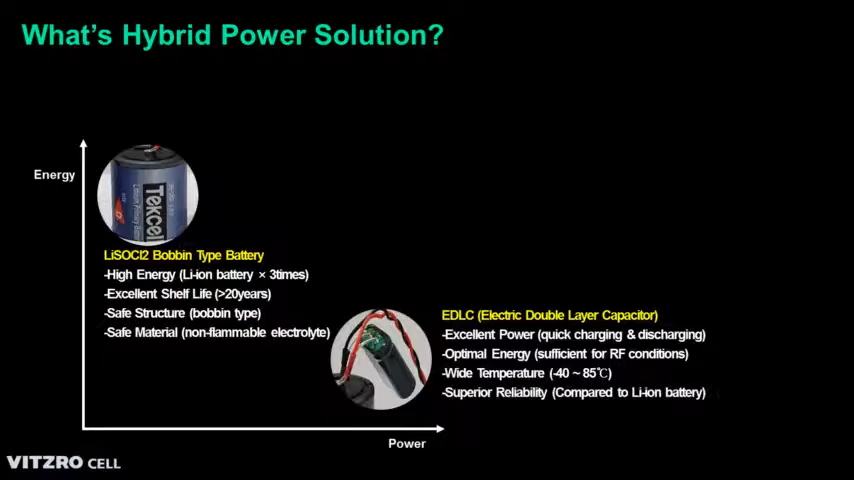 What's Hybrid Power Solution?
Energy
Tekcel
LiSOCl2 Bobbin Type Battery
-High Energy (Li-ion battery × 3times)
-Excellent Shelf Life (>20years)
-Safe Structure (bobbin type)
-Safe Material (non-flammable electrolyte)
EDLC (Electric Double Layer Capacitor)
-Excellent Power (quick charging & discharging)
-Optimal Energy (sufficient for RF conditions)
-Wide Temperature (-40 ~ 85℃)
-Superior Reliability (Compared to Li-ion battery)
Power
VITZRO CELL